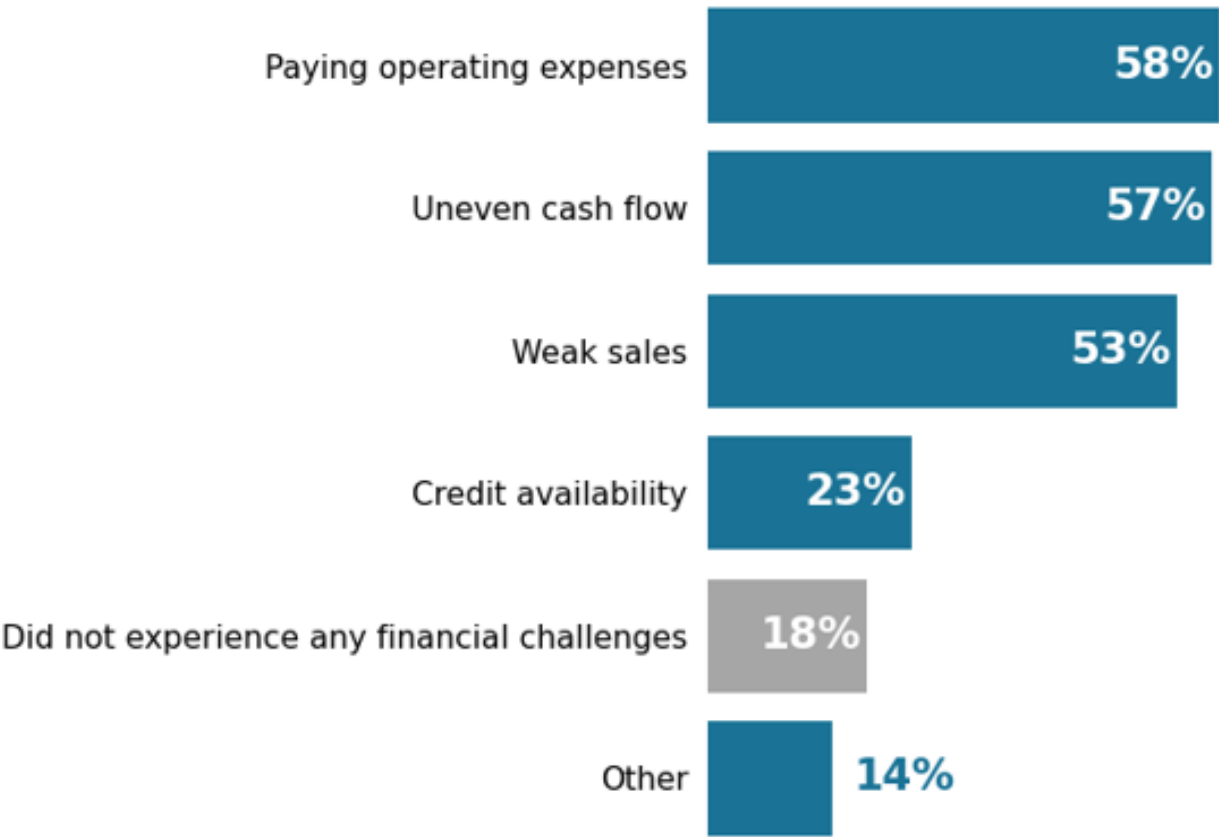 Paying operating expenses 58%
Uneven cash flow 57%
Weak sales 53%
Credit availability 23%
Did not experience any financial challenges 18%
Other 14%